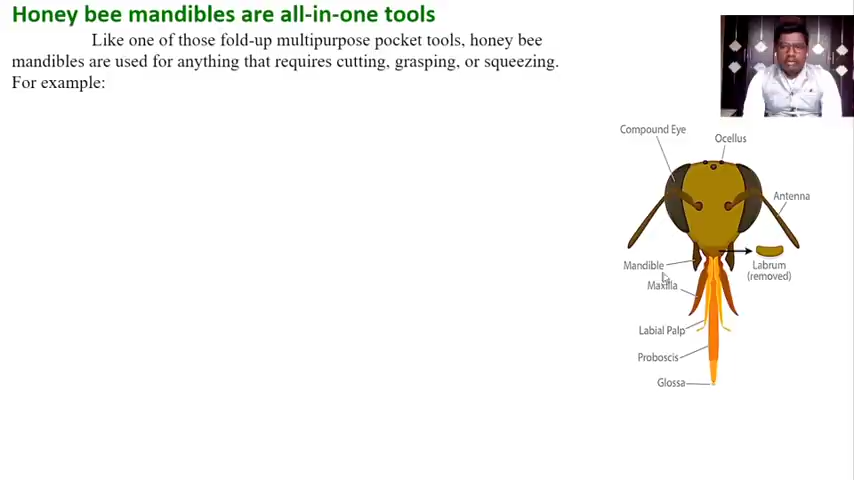 Honey bee mandibles are all-in-one tools
Like one of those fold-up multipurpose pocket tools, honey bee
mandibles are used for anything that requires cutting, grasping, or squeezing.
For example:
Compound Eye
Ocellus
Antenna
Mandible
Labrum
(removed)
Maxilla
Labial Palp
Proboscis
Glossa